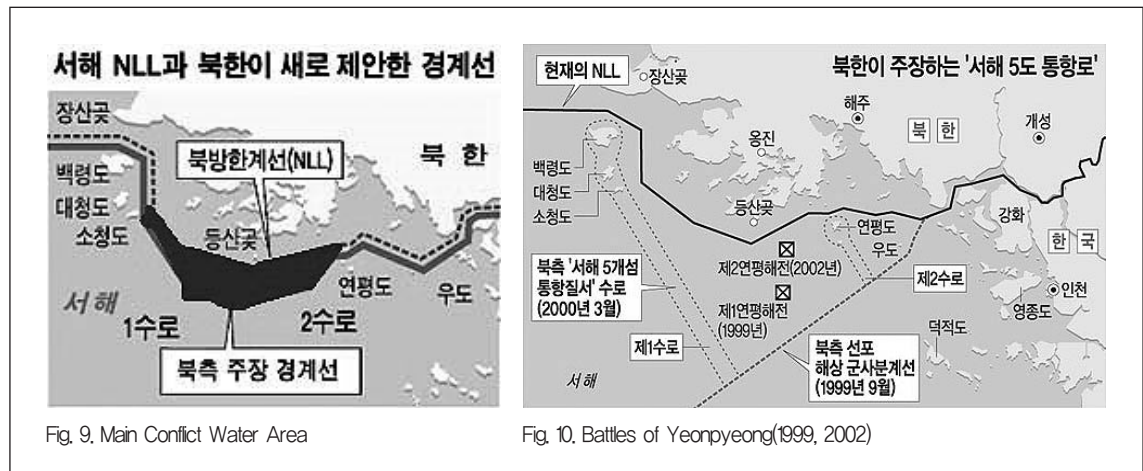 서해 NLL과 북한이 새로 제안한 경계선
장산곶
북방한계선(NLL)
북 한
백령도
대청도
소청도
등산곶
연평도
우도
서해
1수로
2수로
북측 주장 경계선
Fig. 9. Main Conflict Water Area
현재의 NLL
장산곶
북한이 주장하는 '서해 5도 통항로'
해주
북 한
개성
옹진
백령도
대청도
소청도
등산곶
연평도
우도
강화
한 국
제2연평해전(2002년)
제2수로
북측 '서해 5개섬
통항질서' 수로
(2000년 3월)
제1연평해전
(1999년)
인천
영종도
덕적도
제1수로
북측 선포
해상 군사분계선
(1999년 9월)
서해
Fig. 10. Battles of Yeonpyeong(1999, 2002)